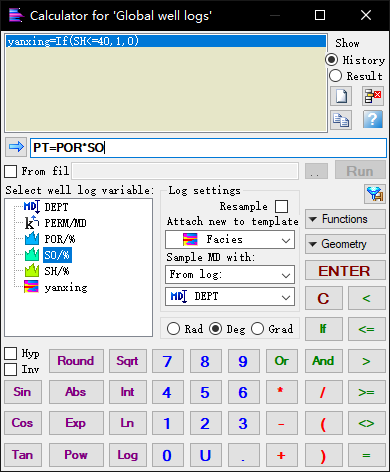 Calculator for 'Global well logs'
yanxing=If(SH<=40,1,0)
Show
History
Result
PT=POR*SO
From fil
..
Run
Select well log variable:
DEPT
PERM/MD
POR/%
SO/%
SH/%
yanxing
Log settings
Resample
Attach new to template
Facies
Sample MD with:
From log:
DEPT
Rad Deg Grad
Functions
Geometry
ENTER
C <
If <=
Hyp
Inv
Round Sqrt 7 8 9 Or And >
Sin Abs Int 4 5 6 * / >=
Cos Exp Ln 1 2 3 - ( <>
Tan Pow Log 0 U . + ) =